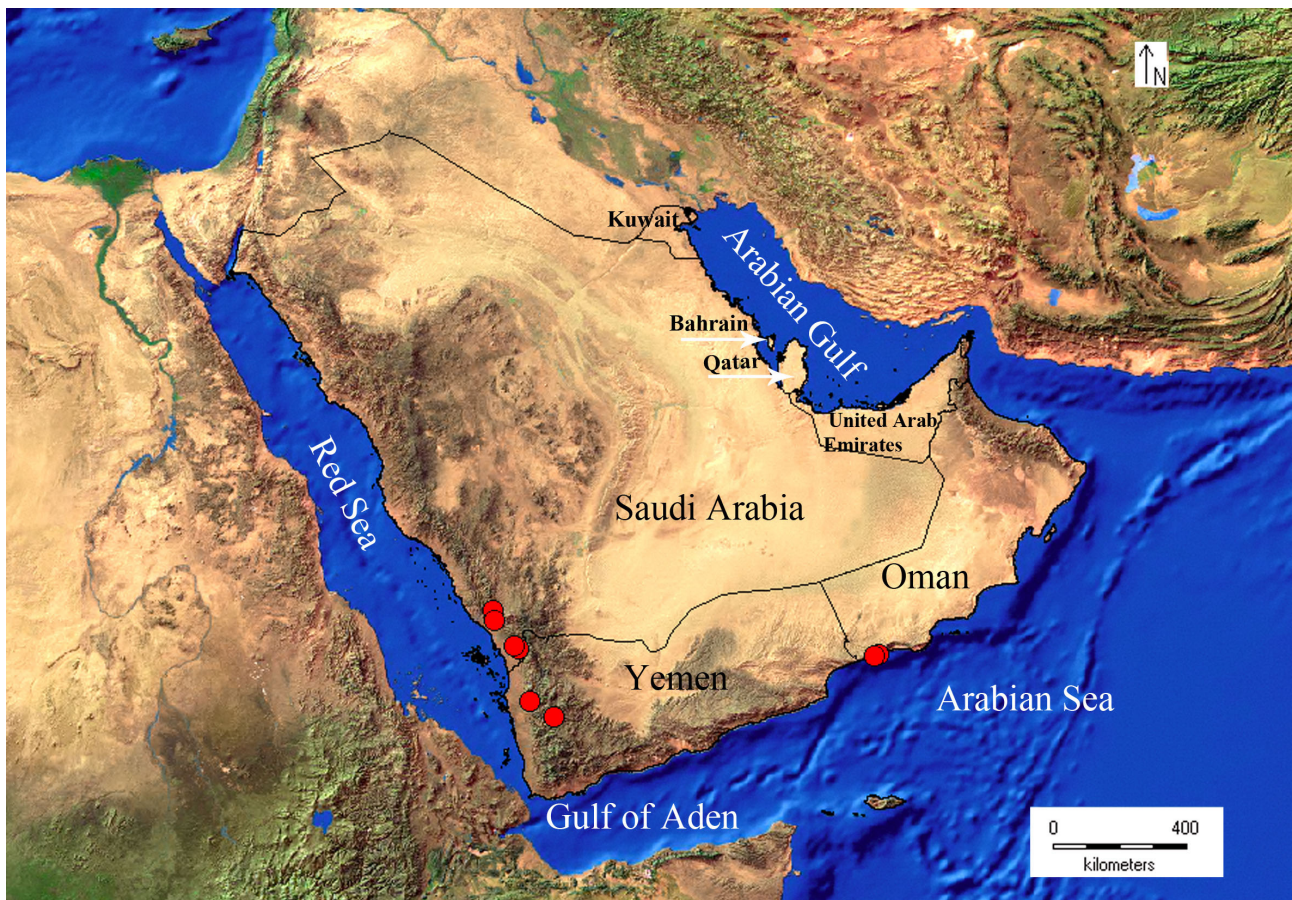 N
Kuwait
Arabian Gulf
Bahrain
Qatar
United Arab
Emirates
Red Sea
Saudi Arabia
Oman
Yemen
Arabian Sea
Gulf of Aden
0 400
kilometers